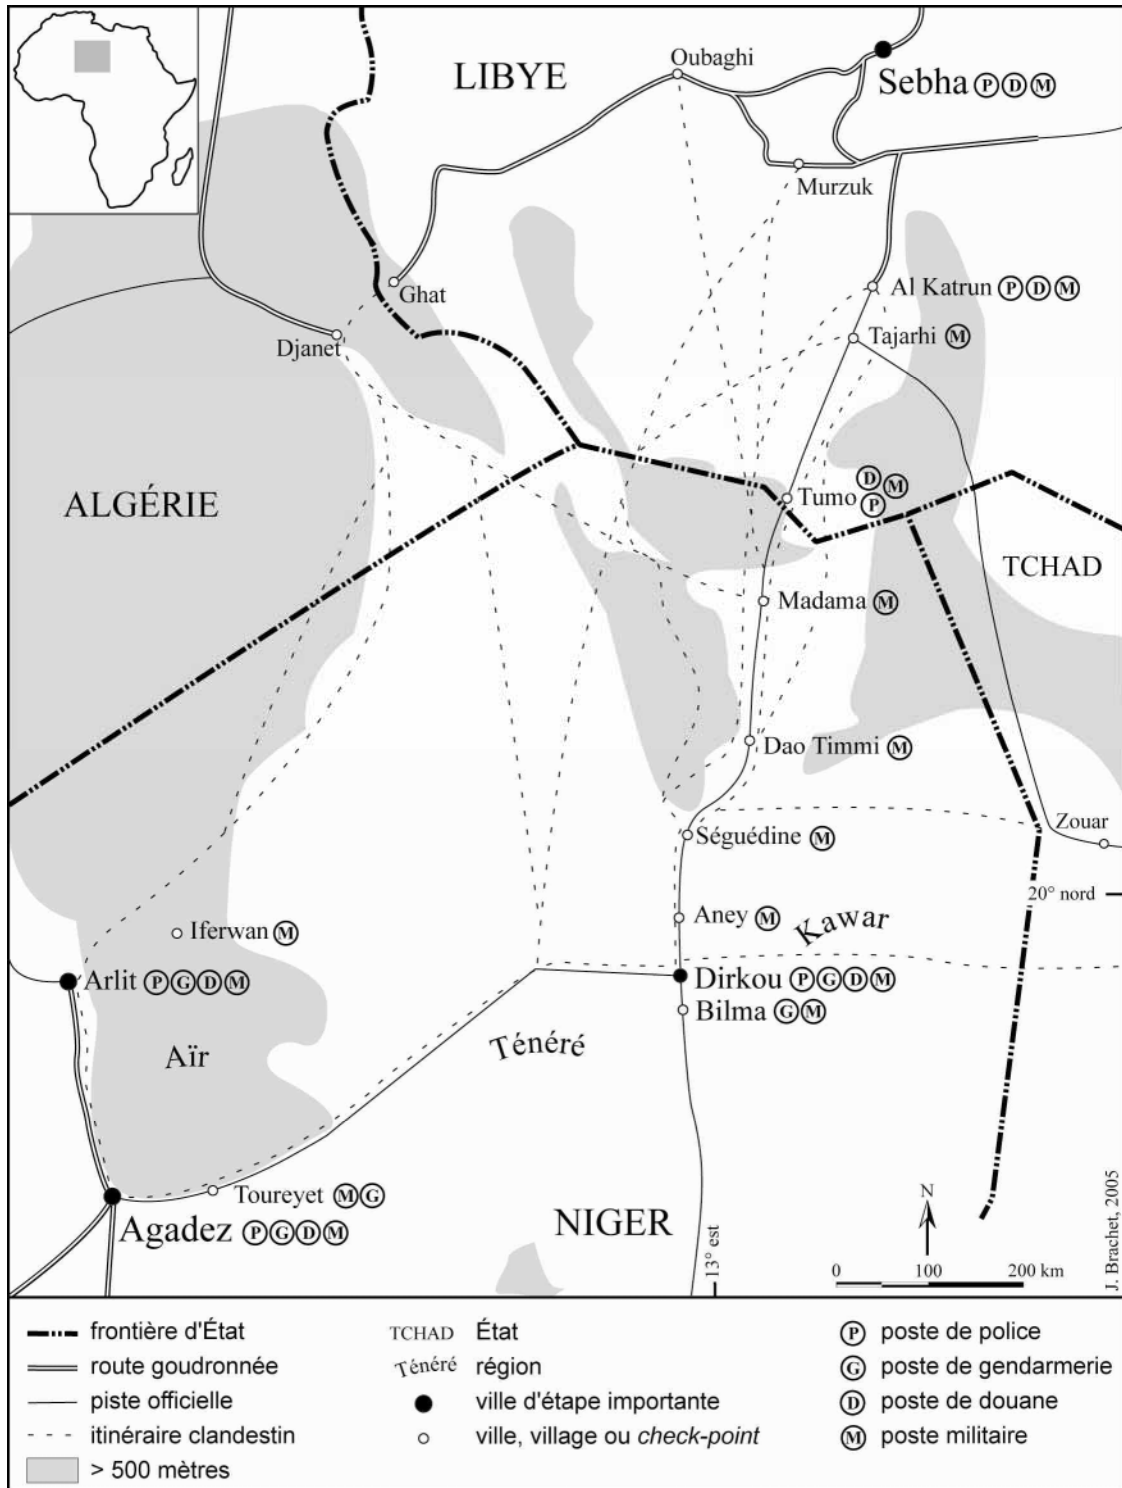 LIBYE
Oubaghi
Sebha P D M
Murzuk
Ghat
Al Katrun P D M
Djanet
Tajarhi M
ALGÉRIE
Tumo D M P
TCHAD
Madama M
Dao Timmi M
Zouar
Séguédine M
20° nord
Iferwan M
Aney M
Kawar
Arlit P G D M
Dirkou P G D M
Bilma G M
Ténéré
Aïr
Toureyet M G
Agadez P G D M
NIGER
13° est
N
0 100 200 km
J. Brachet, 2005
frontière d'État
route goudronnée
piste officielle
itinéraire clandestin
> 500 mètres
TCHAD État
Ténéré région
ville d'étape importante
ville, village ou check-point
P poste de police
G poste de gendarmerie
D poste de douane
M poste militaire